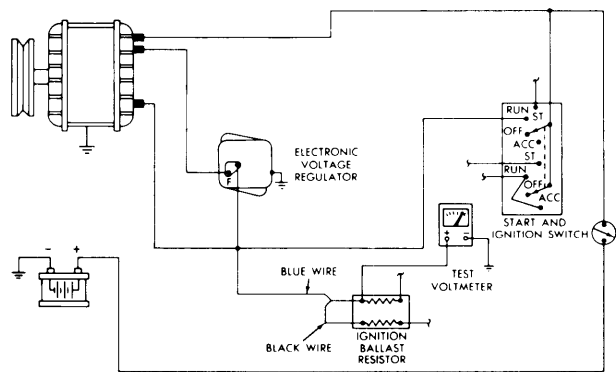 RUN
ST
OFF
ACC
ST
RUN
OFF
ACC
START AND
IGNITION SWITCH
ELECTRONIC
VOLTAGE
REGULATOR
F
+ -
TEST
VOLTMETER
- +
BLUE WIRE
BLACK WIRE
IGNITION
BALLAST
RESISTOR